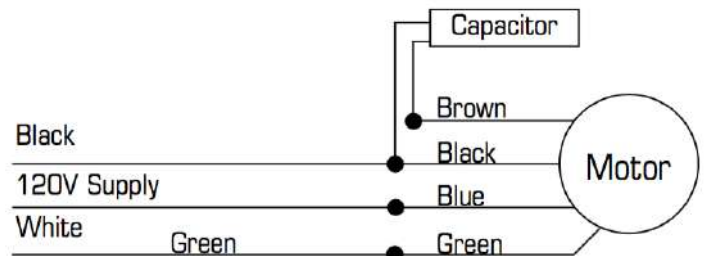 Capacitor
Brown
Black
Black
Motor
120V Supply
Blue
White
Green
Green